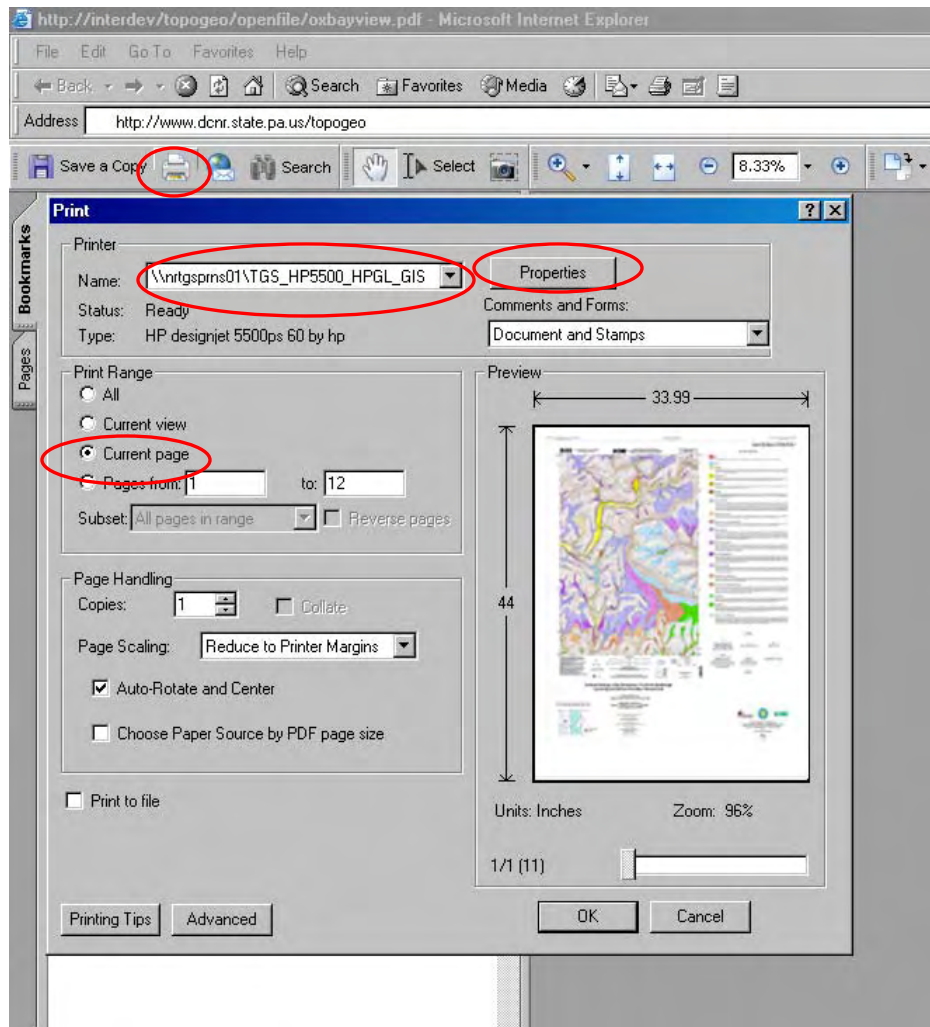 http://interdev/topogeo/openfile/oxbayview.pdf - Microsoft Internet Explorer
File Edit Go To Favorites Help
Back Search Favorites Media
Address http://www.dcnr.state.pa.us/topogeo
Save a Copy Search Select 8.33%
Bookmarks
Pages
Print
Printer
Name: \\nrtgsprns01\TGS_HP5500_HPGL_GIS Properties
Status: Ready Comments and Forms:
Type: HP designjet 5500ps 60 by hp Document and Stamps
Print Range
All
Current view
Current page
Pages from: 1 to: 12
Subset: All pages in range Reverse pages
Preview
33.99
44
Units: Inches Zoom: 96%
1/1 (11)
Page Handling
Copies: 1 Collate
Page Scaling: Reduce to Printer Margins
Auto-Rotate and Center
Choose Paper Source by PDF page size
Print to file
Printing Tips Advanced OK Cancel